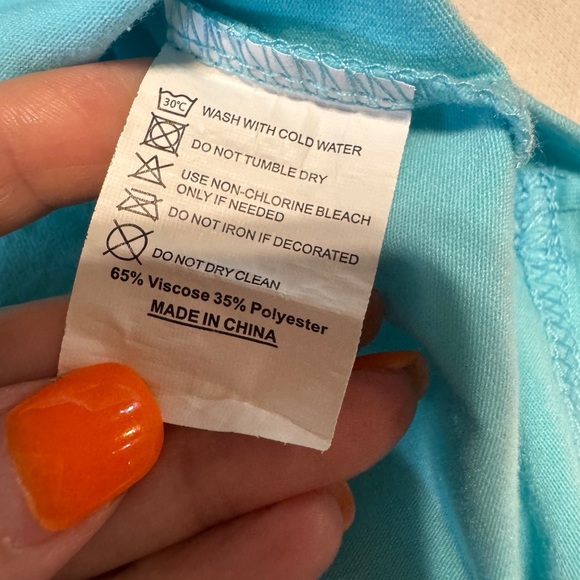 30°C WASH WITH COLD WATER
DO NOT TUMBLE DRY
USE NON-CHLORINE BLEACH
ONLY IF NEEDED
DO NOT IRON IF DECORATED
DO NOT DRY CLEAN
65% Viscose 35% Polyester
MADE IN CHINA